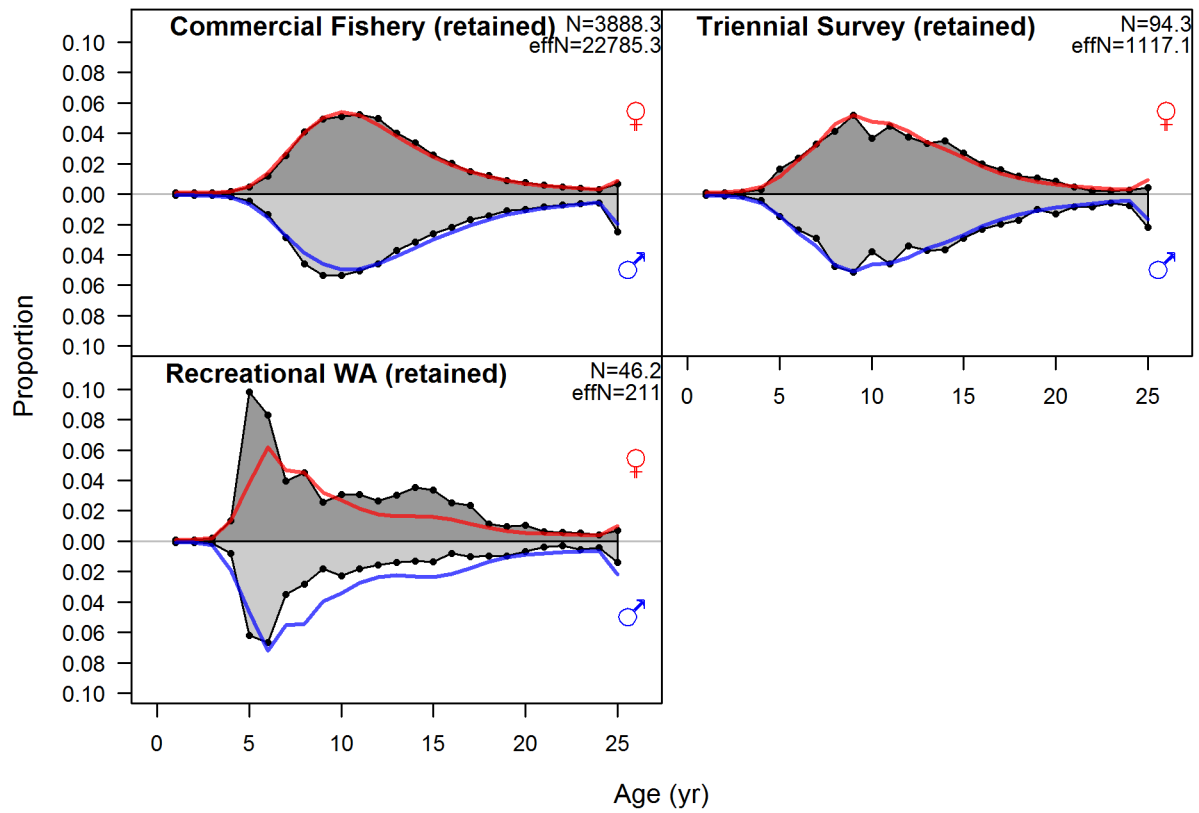 Commercial Fishery (retained)
N=3888.3
effN=22785.3
Triennial Survey (retained)
N=94.3
effN=1117.1
0.10
0.08
0.06
0.04
0.02
0.00
0.02
0.04
0.06
0.08
0.10
♀
♂
♀
♂
Recreational WA (retained)
N=46.2
effN=211
0.10
0.08
0.06
0.04
0.02
0.00
0.02
0.04
0.06
0.08
0.10
♀
♂
0 5 10 15 20 25
0 5 10 15 20 25
Proportion
Age (yr)